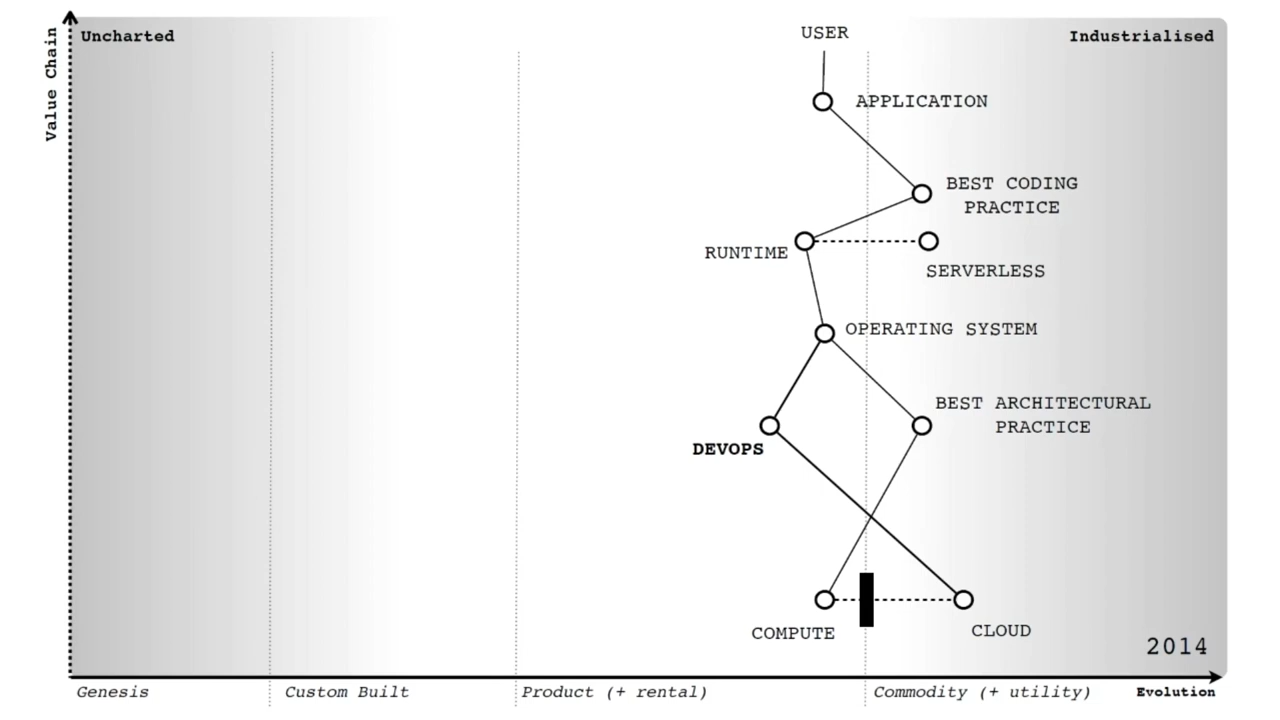 USER
Uncharted
Industrialised
Value Chain
APPLICATION
BEST CODING
PRACTICE
RUNTIME
SERVERLESS
OPERATING SYSTEM
BEST ARCHITECTURAL
PRACTICE
DEVOPS
COMPUTE
CLOUD
2014
Genesis
Custom Built
Product (+ rental)
Commodity (+ utility)
Evolution